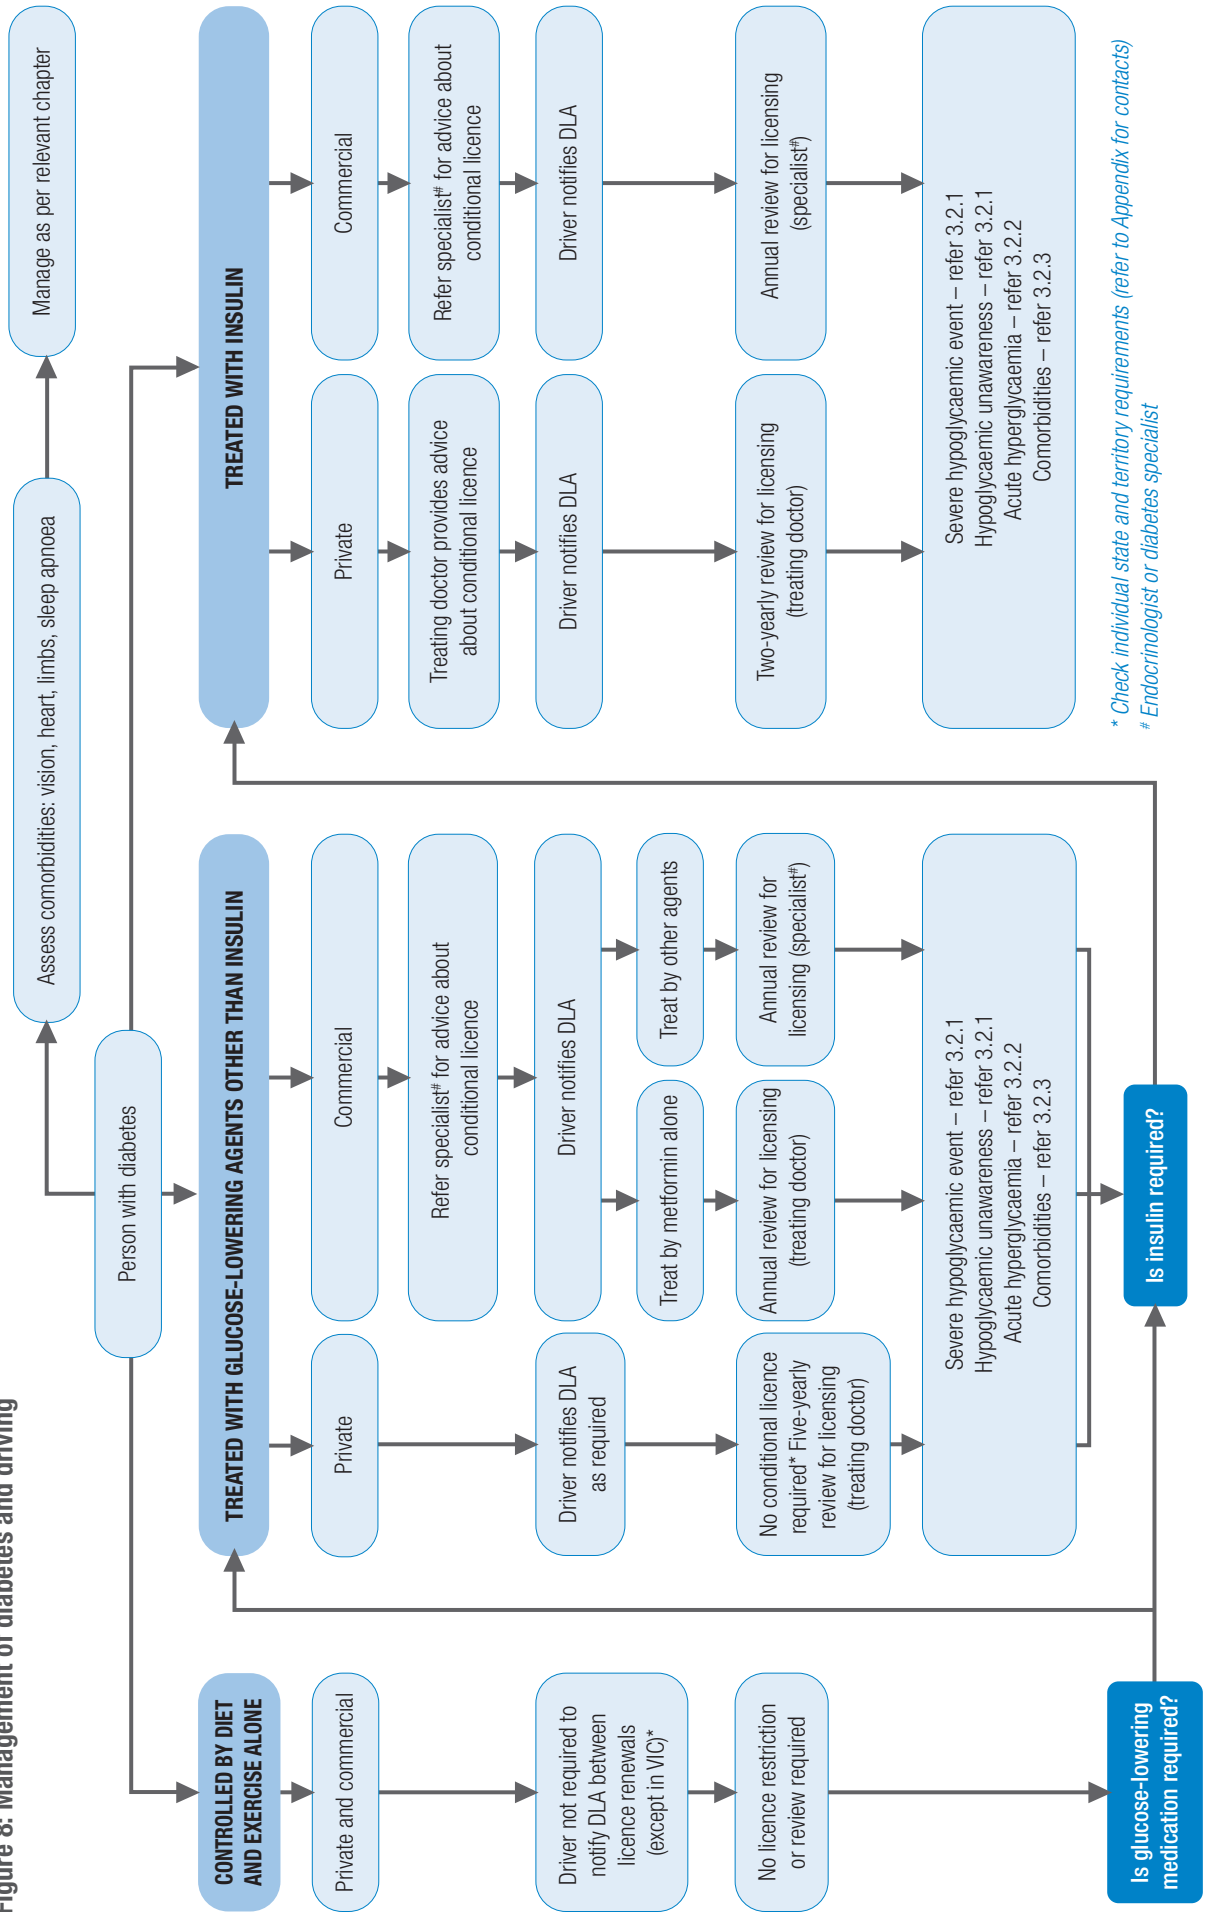 Figure 8: Management of diabetes and driving
Person with diabetes
Assess comorbidities: vision, heart, limbs, sleep apnoea
Manage as per relevant chapter
CONTROLLED BY DIET
AND EXERCISE ALONE
Private and commercial
Driver not required to
notify DLA between
licence renewals
(except in VIC)*
No licence restriction
or review required
Is glucose-lowering
medication required?
TREATED WITH GLUCOSE-LOWERING AGENTS OTHER THAN INSULIN
Private
Driver notifies DLA
as required
No conditional licence
required* Five-yearly
review for licensing
(treating doctor)
Commercial
Refer specialist# for advice about
conditional licence
Driver notifies DLA
Treat by metformin alone
Annual review for licensing
(treating doctor)
Treat by other agents
Annual review for
licensing (specialist#)
Severe hypoglycaemic event – refer 3.2.1
Hypoglycaemic unawareness – refer 3.2.1
Acute hyperglycaemia – refer 3.2.2
Comorbidities – refer 3.2.3
Is insulin required?
TREATED WITH INSULIN
Private
Treating doctor provides advice
about conditional licence
Driver notifies DLA
Two-yearly review for licensing
(treating doctor)
Commercial
Refer specialist# for advice about
conditional licence
Driver notifies DLA
Annual review for licensing
(specialist#)
Severe hypoglycaemic event – refer 3.2.1
Hypoglycaemic unawareness – refer 3.2.1
Acute hyperglycaemia – refer 3.2.2
Comorbidities – refer 3.2.3
* Check individual state and territory requirements (refer to Appendix for contacts)
# Endocrinologist or diabetes specialist